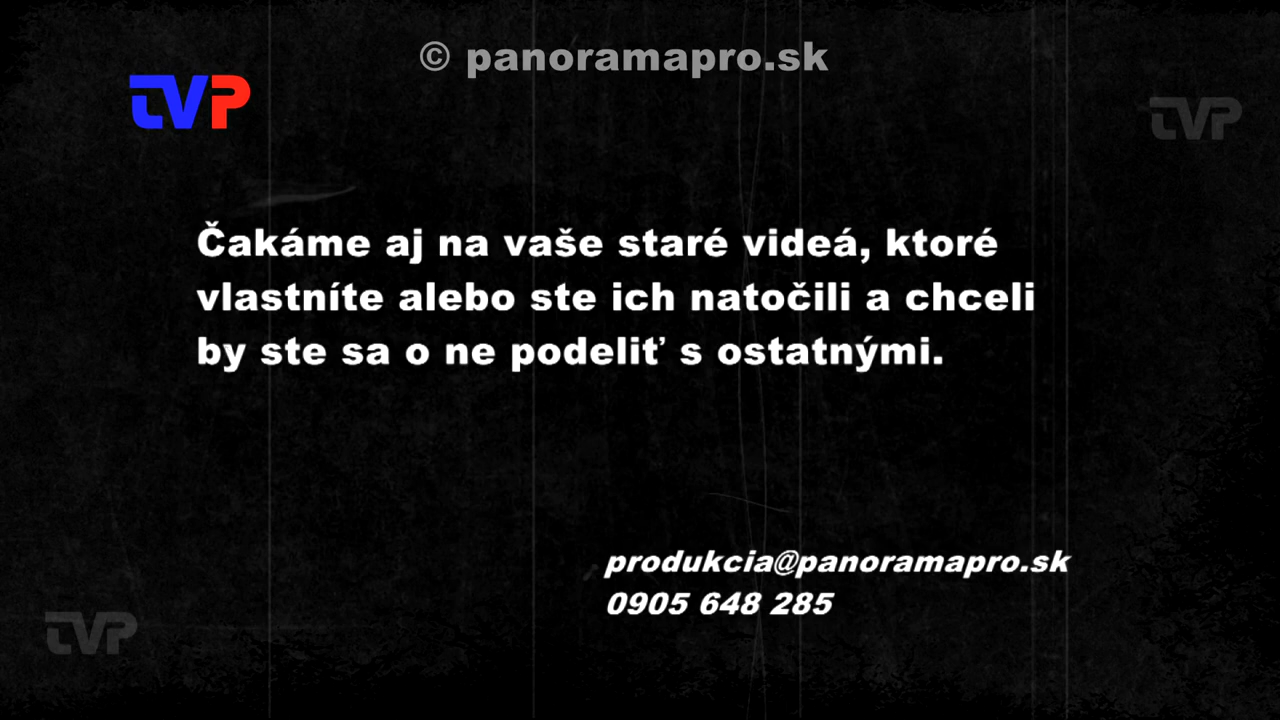 © panoramapro.sk
TVP
TVP
Čakáme aj na vaše staré videá, ktoré
vlastníte alebo ste ich natočili a chceli
by ste sa o ne podeliť s ostatnými.
produkcia@panoramapro.sk
0905 648 285
TVP